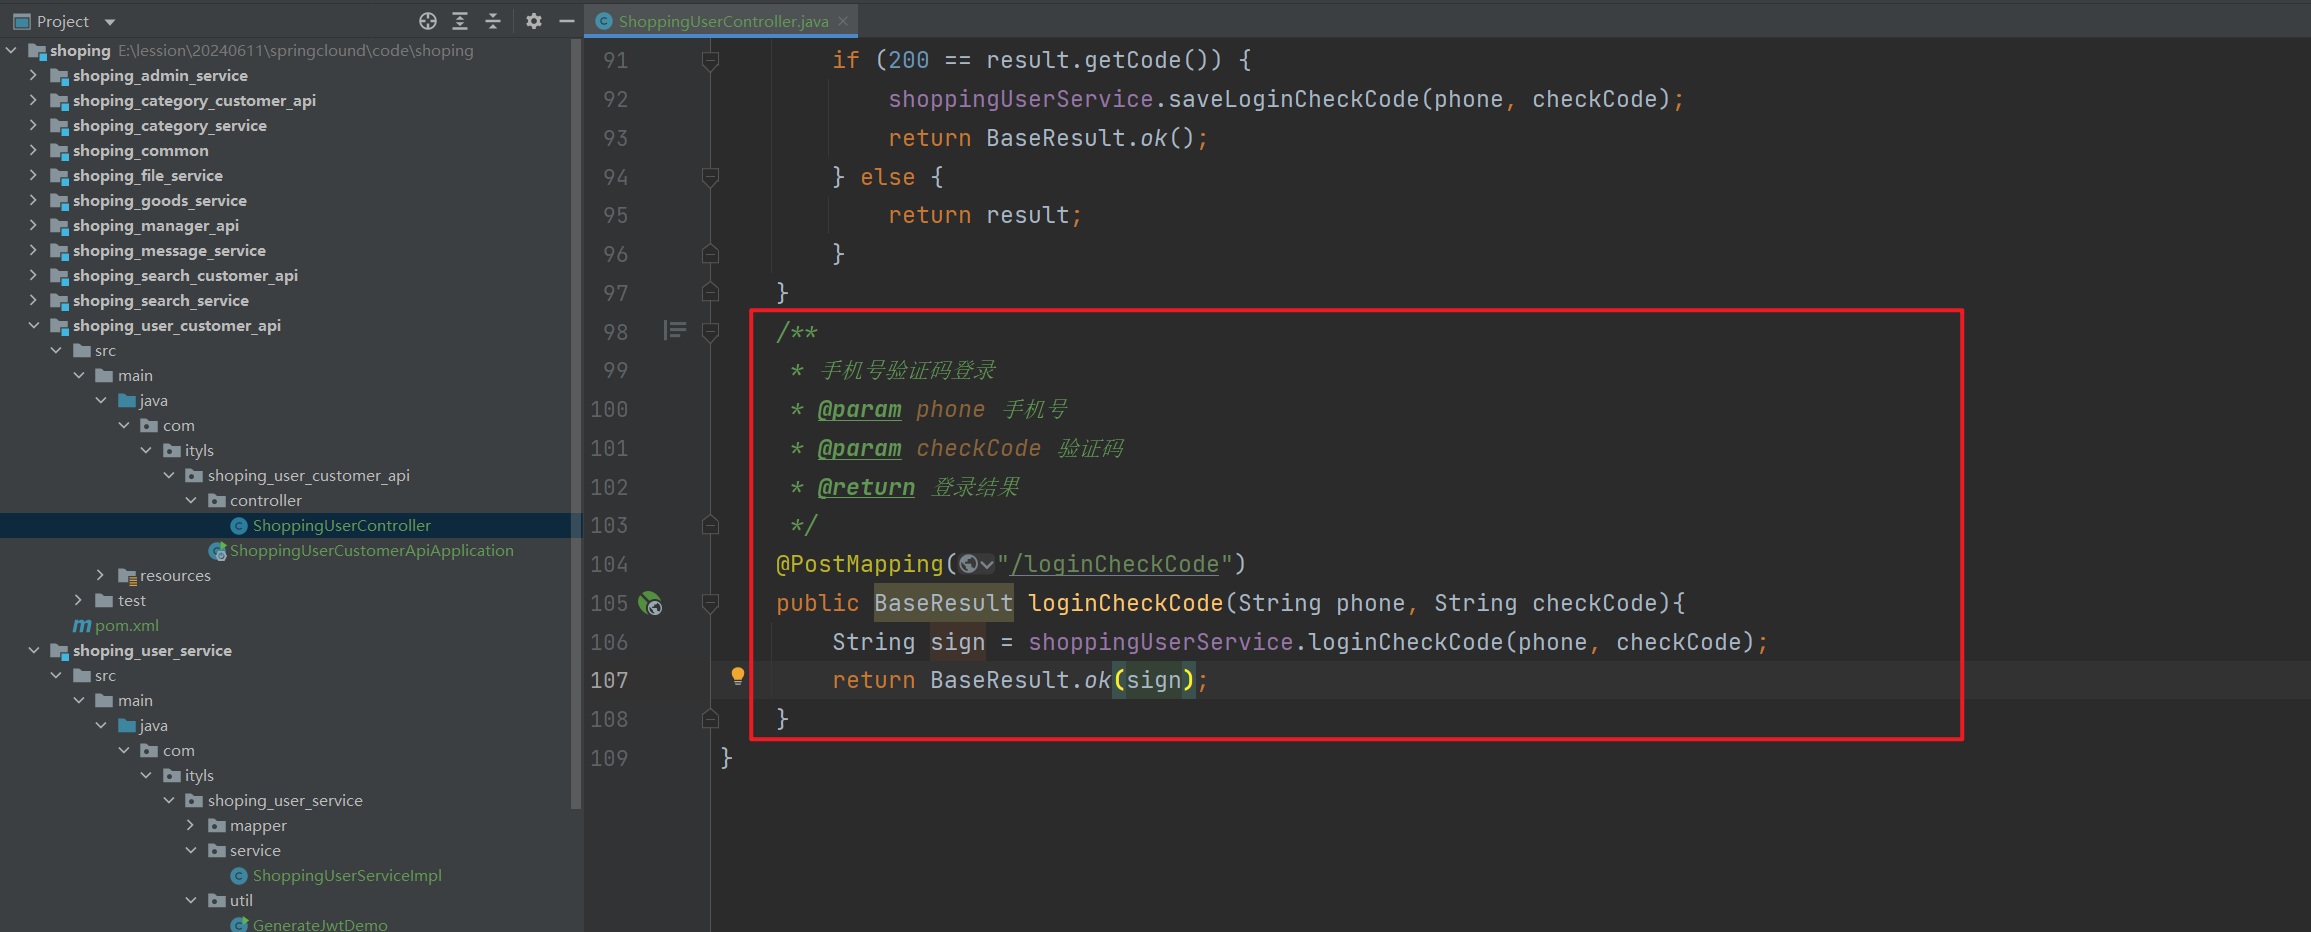 Project
shoping E:\lession\20240611\springclound\code\shoping
shoping_admin_service
shoping_category_customer_api
shoping_category_service
shoping_common
shoping_file_service
shoping_goods_service
shoping_manager_api
shoping_message_service
shoping_search_customer_api
shoping_search_service
shoping_user_customer_api
src
main
java
com
ityls
shoping_user_customer_api
controller
ShoppingUserController
ShoppingUserCustomerApiApplication
resources
test
pom.xml
shoping_user_service
src
main
java
com
ityls
shoping_user_service
mapper
service
ShoppingUserServiceImpl
util
GenerateJwtDemo
ShoppingUserController.java
91 if (200 == result.getCode()) {
92 shoppingUserService.saveLoginCheckCode(phone, checkCode);
93 return BaseResult.ok();
94 } else {
95 return result;
96 }
97 }
98 /**
99 * 手机号验证码登录
100 * @param phone 手机号
101 * @param checkCode 验证码
102 * @return 登录结果
103 */
104 @PostMapping("/loginCheckCode")
105 public BaseResult loginCheckCode(String phone, String checkCode){
106 String sign = shoppingUserService.loginCheckCode(phone, checkCode);
107 return BaseResult.ok(sign);
108 }
109 }